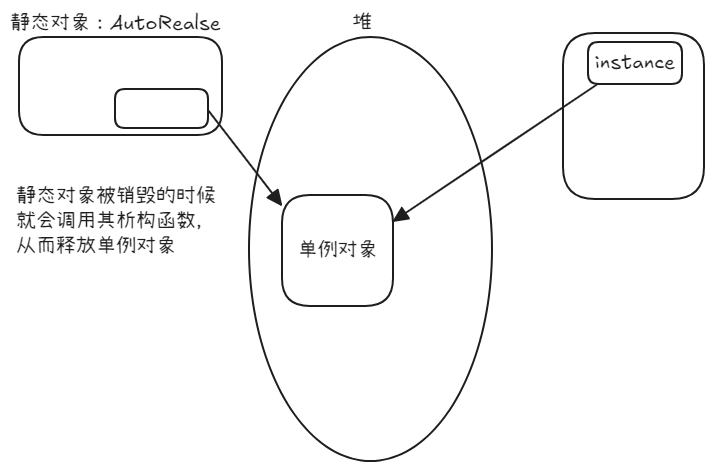 静态对象：AutoRealse
堆
instance
静态对象被销毁的时候
就会调用其析构函数,
从而释放单例对象
单例对象